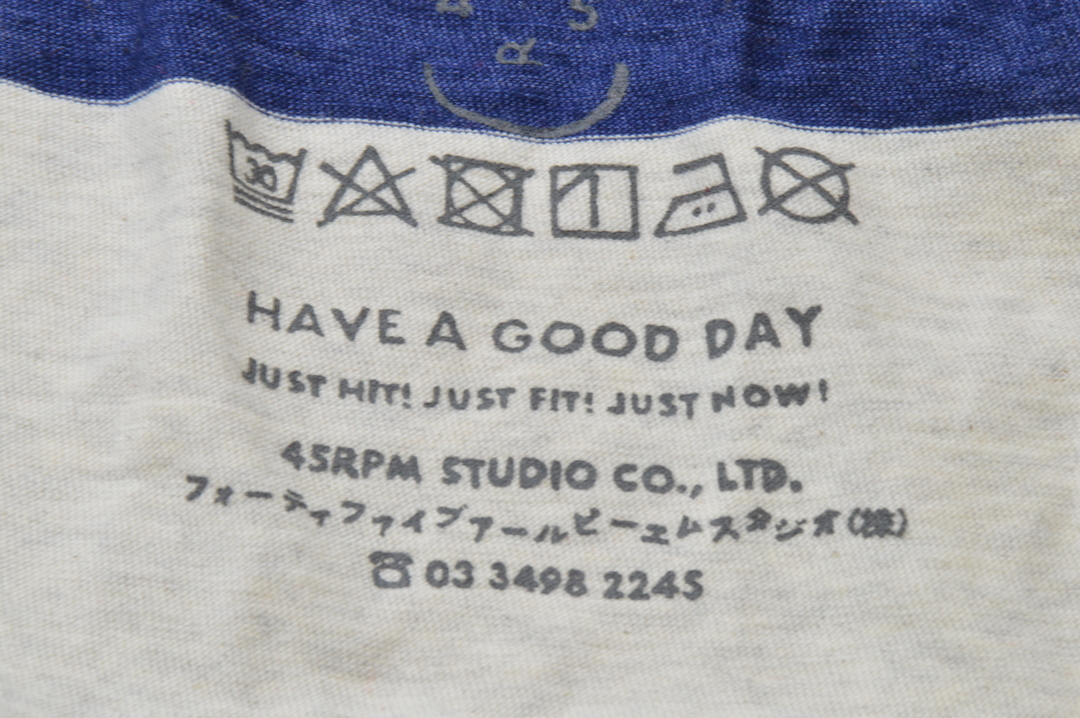 R S
30
HAVE A GOOD DAY
JUST HIT! JUST FIT! JUST NOW!
45RPM STUDIO CO., LTD.
フォーティファイブアールピーエムスタジオ(株)
☎03 3498 2245